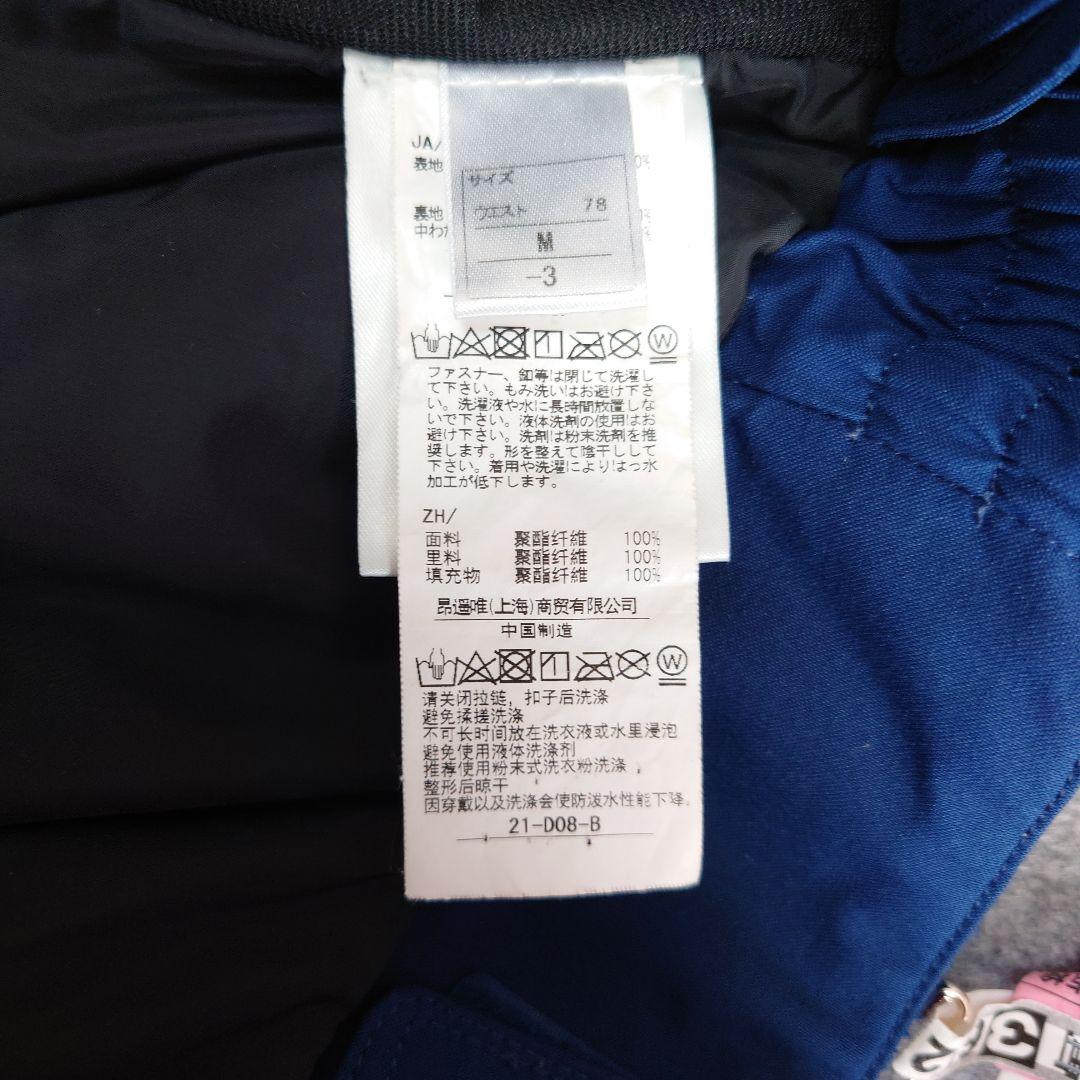 JA/
表地
0%
裏地
中わ
サイズ
ウエスト 78
M
-3
W
ファスナー、釦等は閉じて洗濯し
て下さい。もみ洗いはお避け下さ
い。洗濯液や水に長時間放置しな
いで下さい。液体洗剤の使用はお
避け下さい。洗剤は粉末洗剤を推
奨します。形を整えて陰干しして
下さい。着用や洗濯によりはっ水
加工が低下します。
ZH/
面料 聚酯纤維 100%
里料 聚酯纤維 100%
填充物 聚酯纤維 100%
昂遥唯(上海)商贸有限公司
中国制造
W
请关闭拉链，扣子后洗涤
避免揉搓洗涤
不可长时间放在洗衣液或水里浸泡
避免使用液体洗涤剂
推荐使用粉末式洗衣粉洗涤，
整形后晾干
因穿戴以及洗涤会使防泼水性能下降。
21-D08-B
2
3